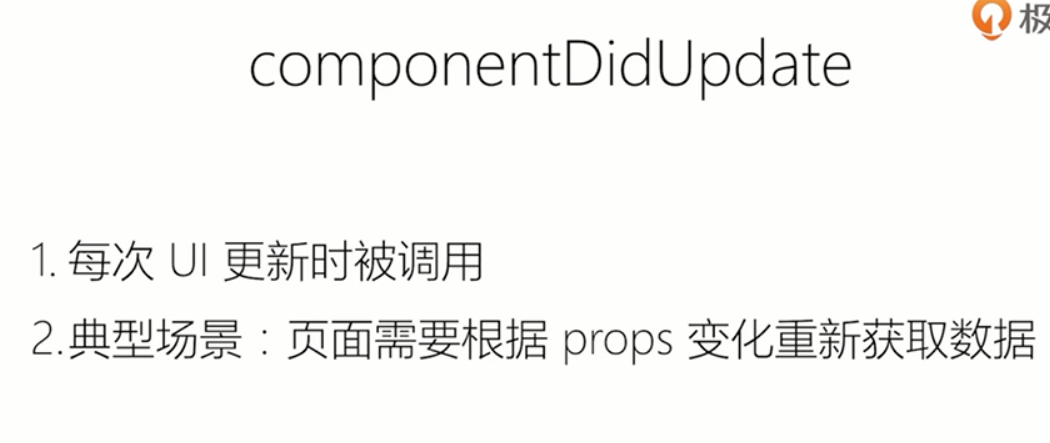 极
componentDidUpdate
1. 每次 UI 更新时被调用
2.典型场景：页面需要根据 props 变化重新获取数据